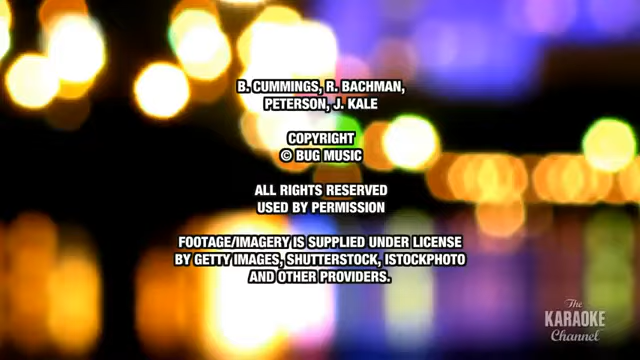 B. CUMMINGS, R. BACHMAN,
PETERSON, J. KALE
COPYRIGHT
© BUG MUSIC
ALL RIGHTS RESERVED
USED BY PERMISSION
FOOTAGE/IMAGERY IS SUPPLIED UNDER LICENSE
BY GETTY IMAGES, SHUTTERSTOCK, ISTOCKPHOTO
AND OTHER PROVIDERS.
The
KARAOKE
Channel